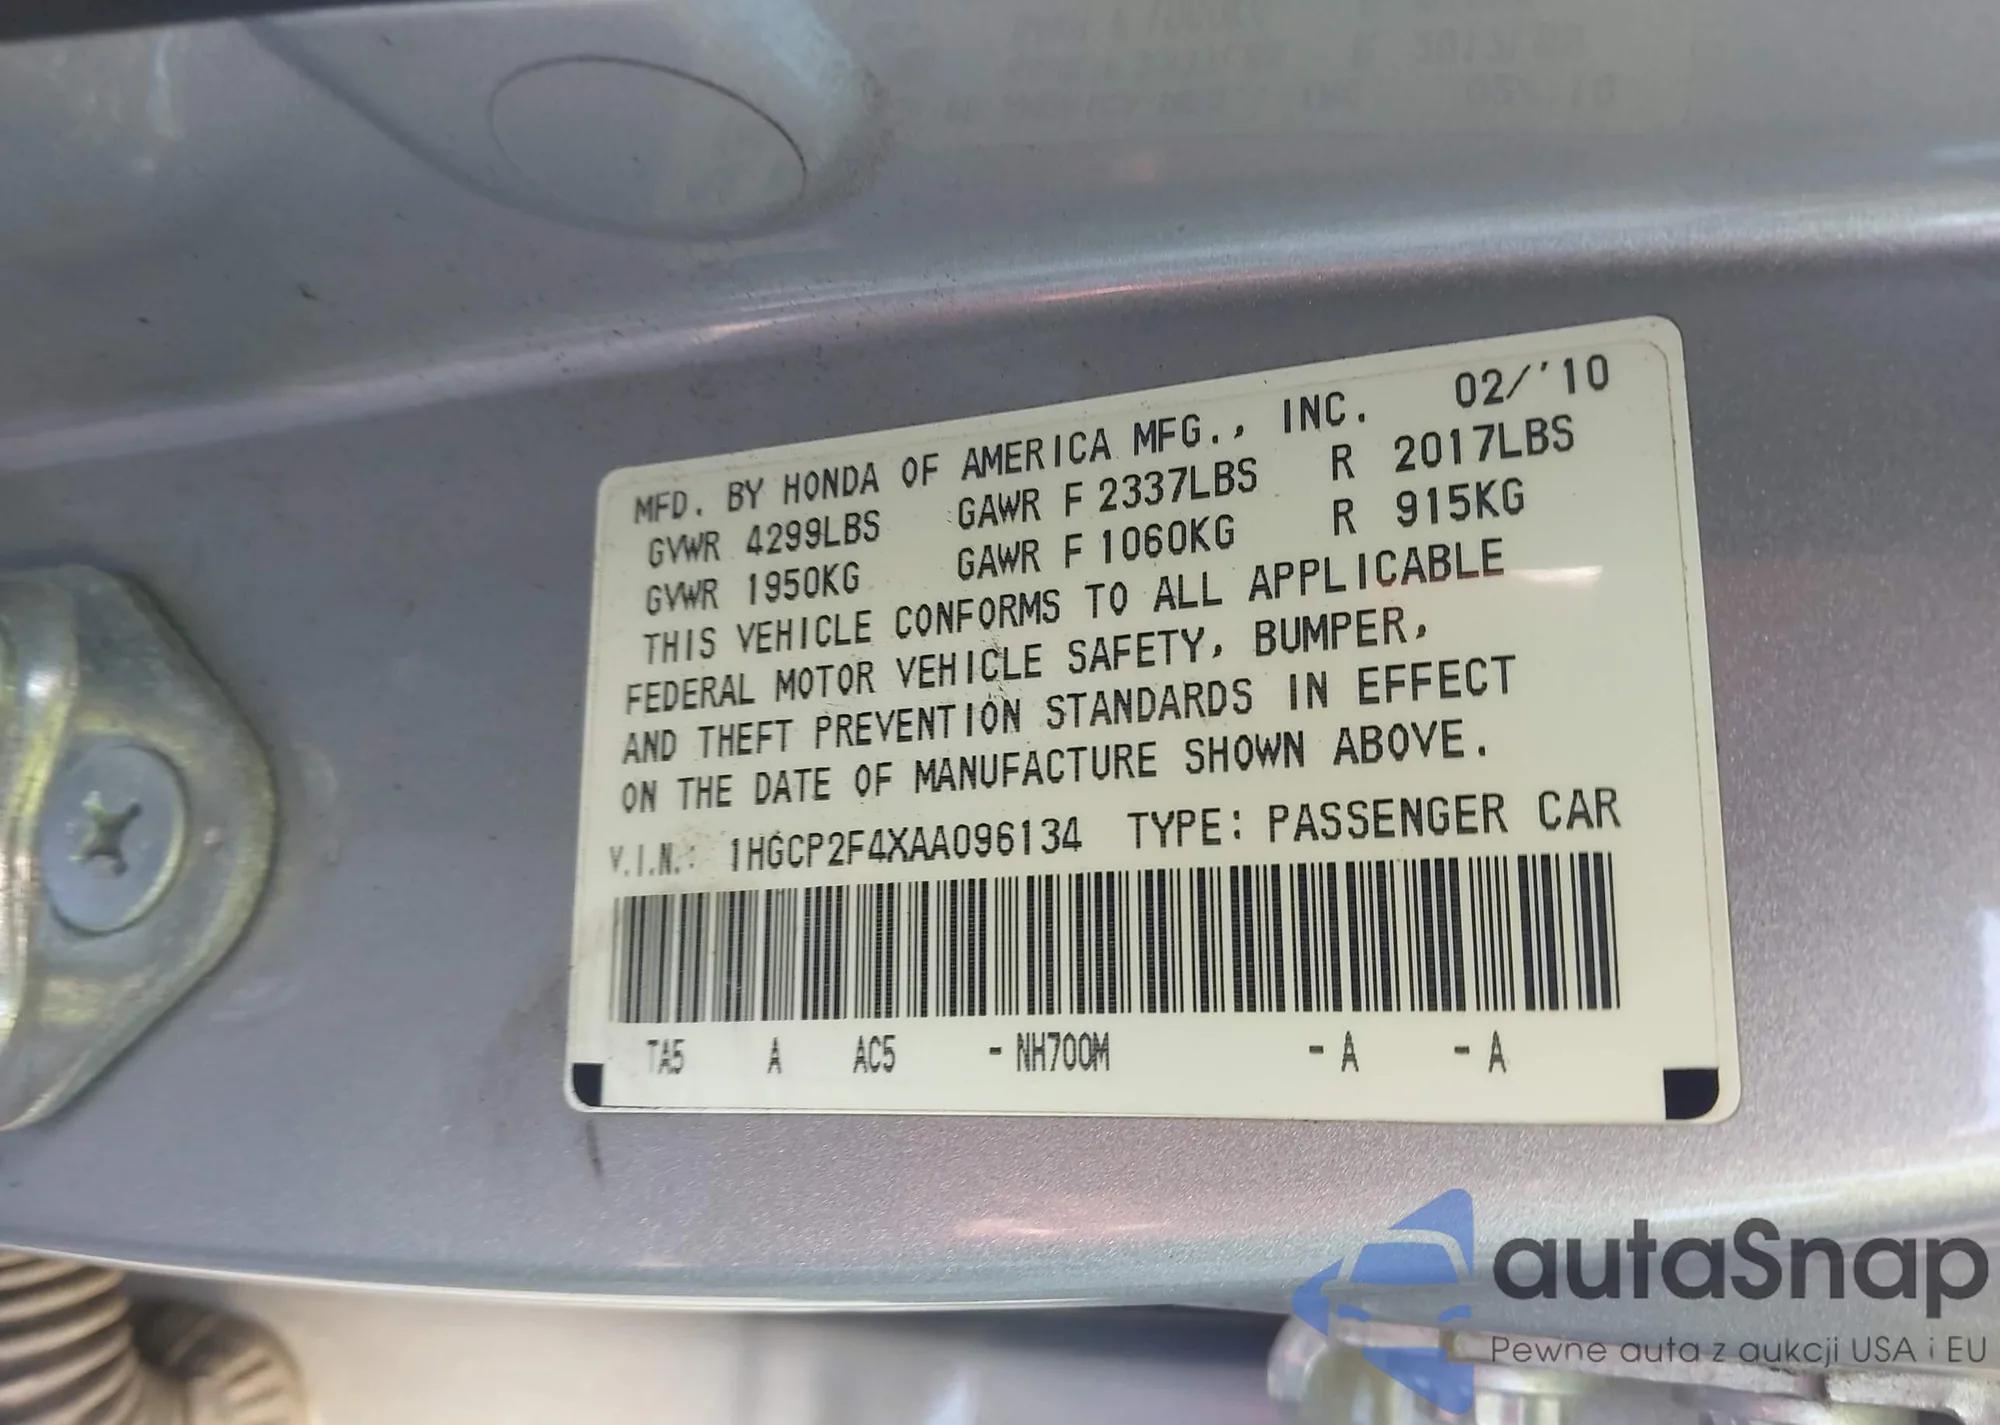 MFD. BY HONDA OF AMERICA MFG., INC. 02/'10
GVWR 4299LBS GAWR F 2337LBS R 2017LBS
GVWR 1950KG GAWR F 1060KG R 915KG
THIS VEHICLE CONFORMS TO ALL APPLICABLE
FEDERAL MOTOR VEHICLE SAFETY, BUMPER,
AND THEFT PREVENTION STANDARDS IN EFFECT
ON THE DATE OF MANUFACTURE SHOWN ABOVE.
V.I.N.: 1HGCP2F4XAA096134 TYPE: PASSENGER CAR
TA5 A AC5 -NH700M -A -A
autaSnap
Pewne auta z aukcji USA i EU